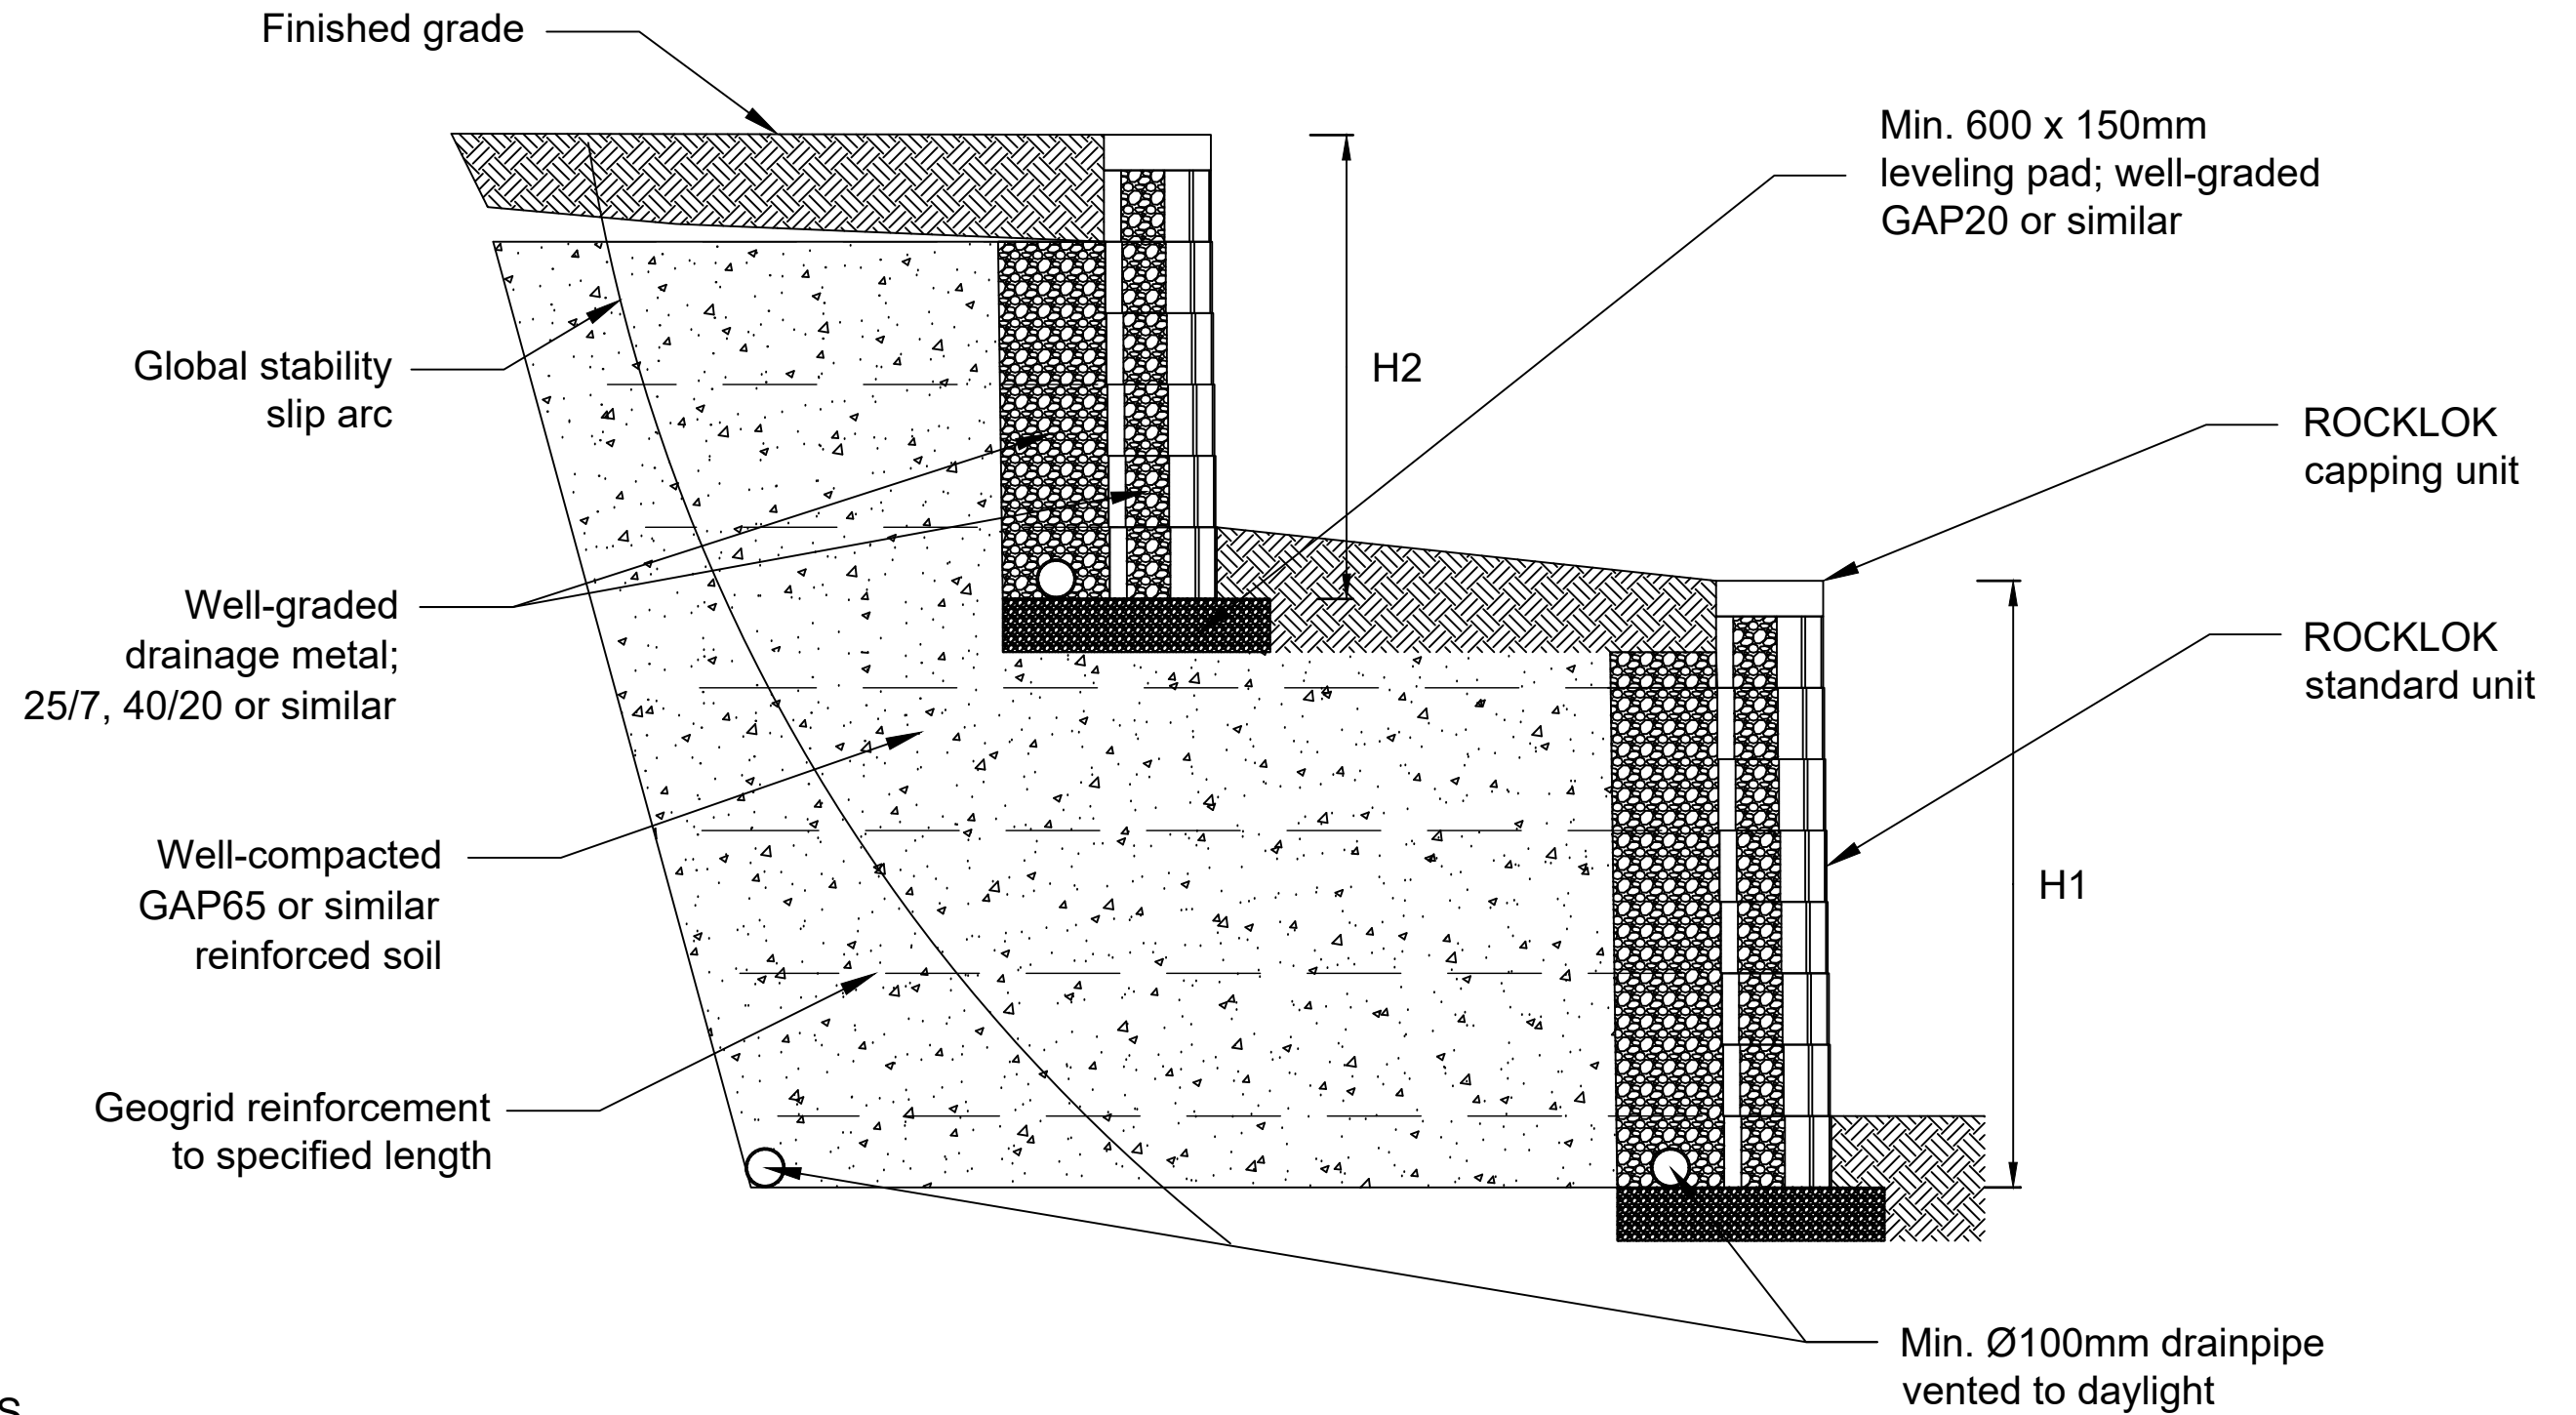 Finished grade
Min. 600 x 150mm
leveling pad; well-graded
GAP20 or similar
Global stability
slip arc
H2
ROCKLOK
capping unit
Well-graded
drainage metal;
25/7, 40/20 or similar
ROCKLOK
standard unit
Well-compacted
GAP65 or similar
reinforced soil
H1
Geogrid reinforcement
to specified length
Min. Ø100mm drainpipe
vented to daylight
s